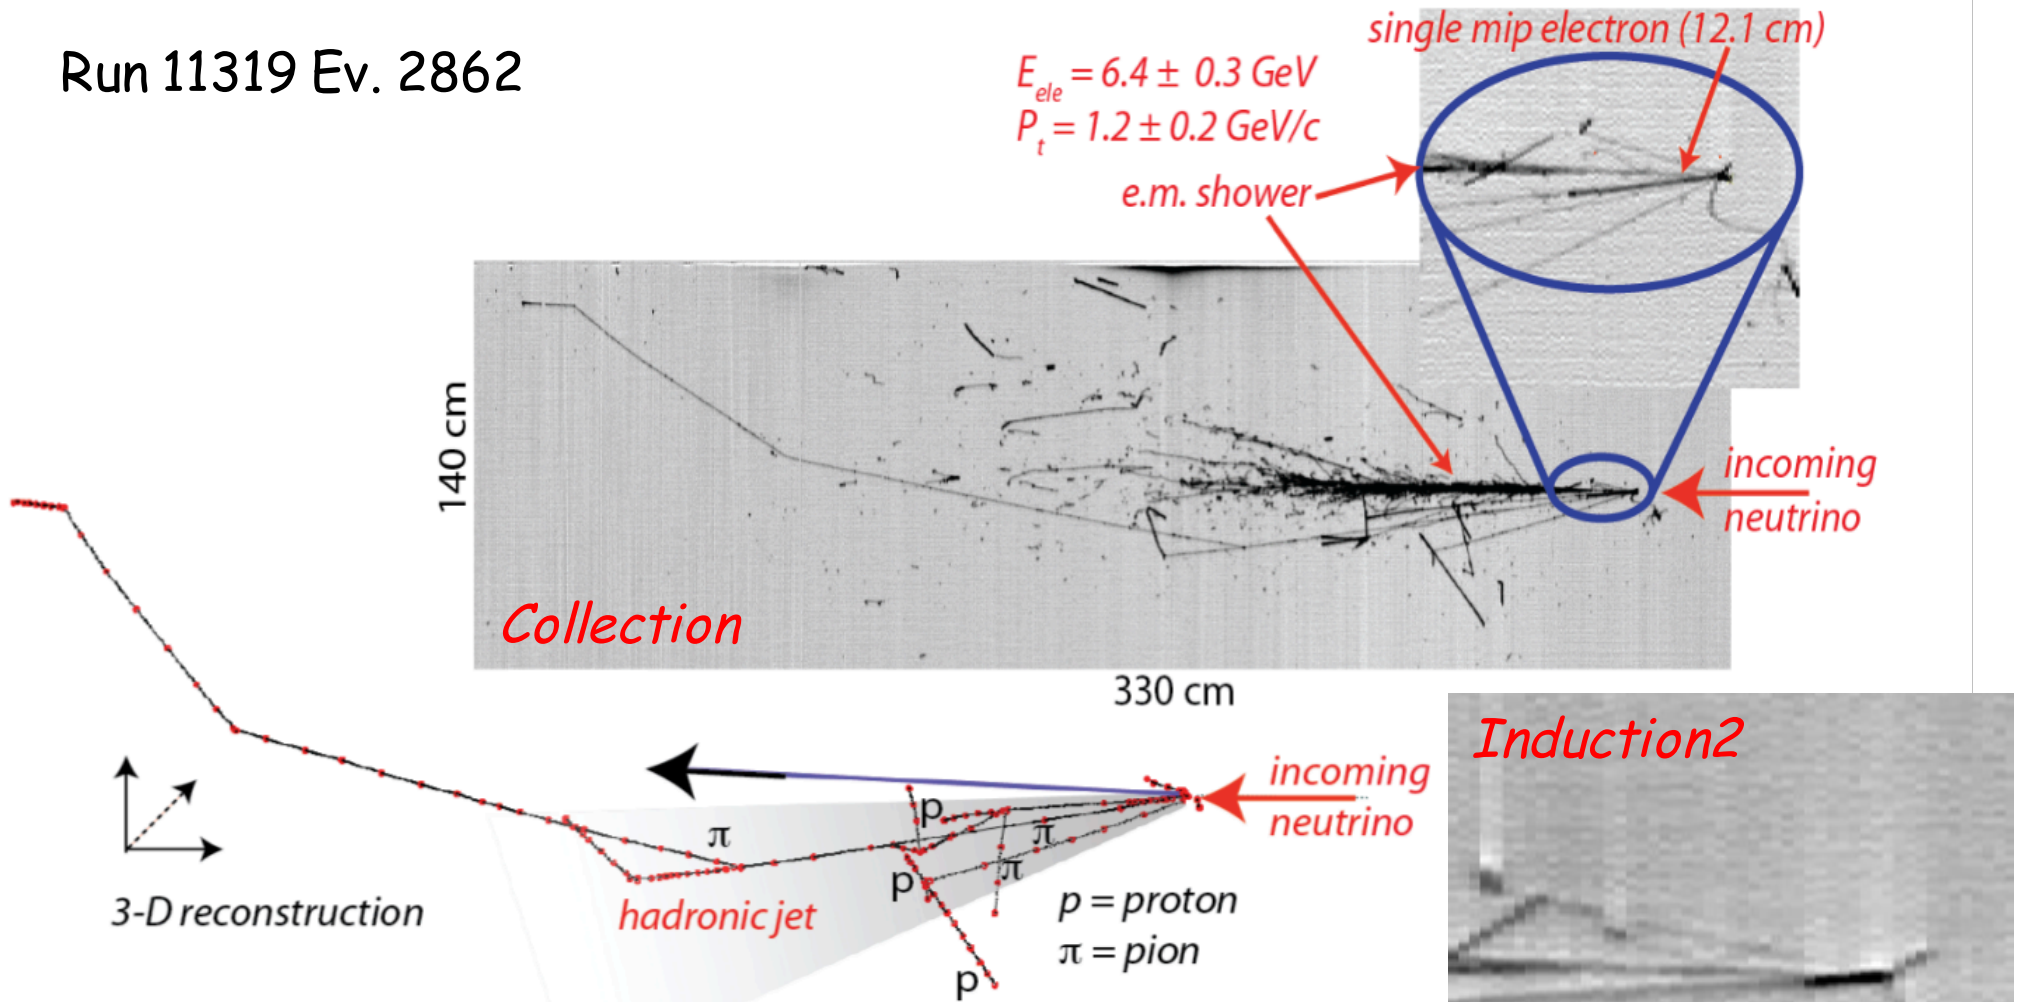 Run 11319 Ev. 2862
single mip electron (12.1 cm)
E_ele = 6.4 ± 0.3 GeV
P_t = 1.2 ± 0.2 GeV/c
e.m. shower
140 cm
incoming
neutrino
Collection
330 cm
Induction2
incoming
neutrino
p
π
π
π
p
p
hadronic jet
p = proton
π = pion
3-D reconstruction